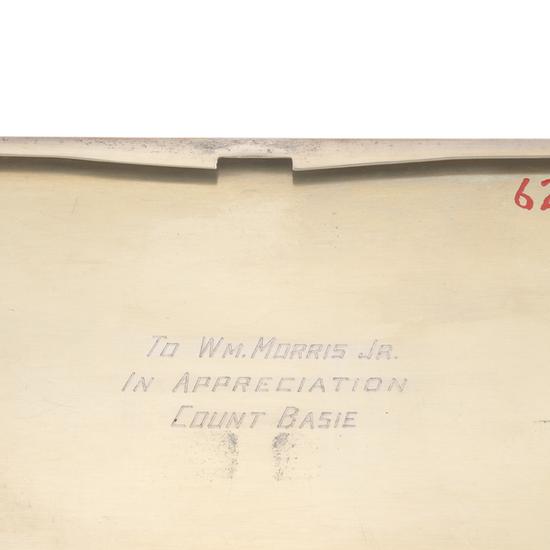 62
To Wm. Morris Jr.
In Appreciation
Count Basie